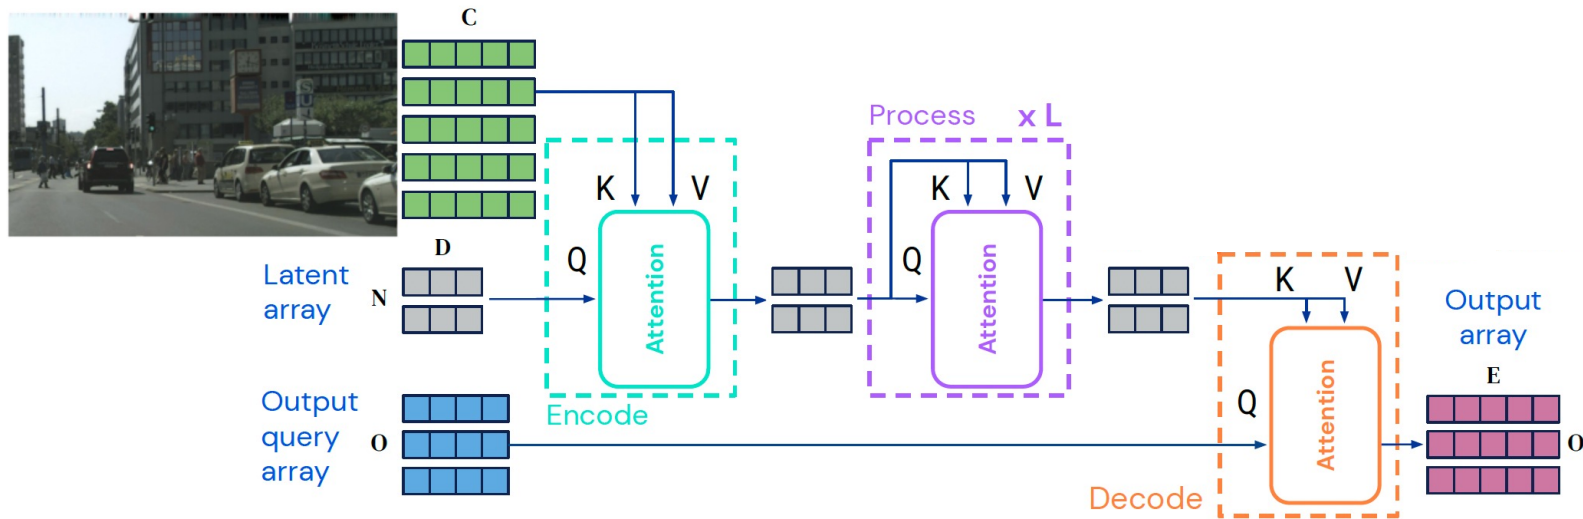 C
Process
x L
K
V
K
V
D
Q
Q
K
V
Latent
array
N
Attention
Attention
Output
array
E
Output
query
array
O
Encode
Q
Attention
O
Decode